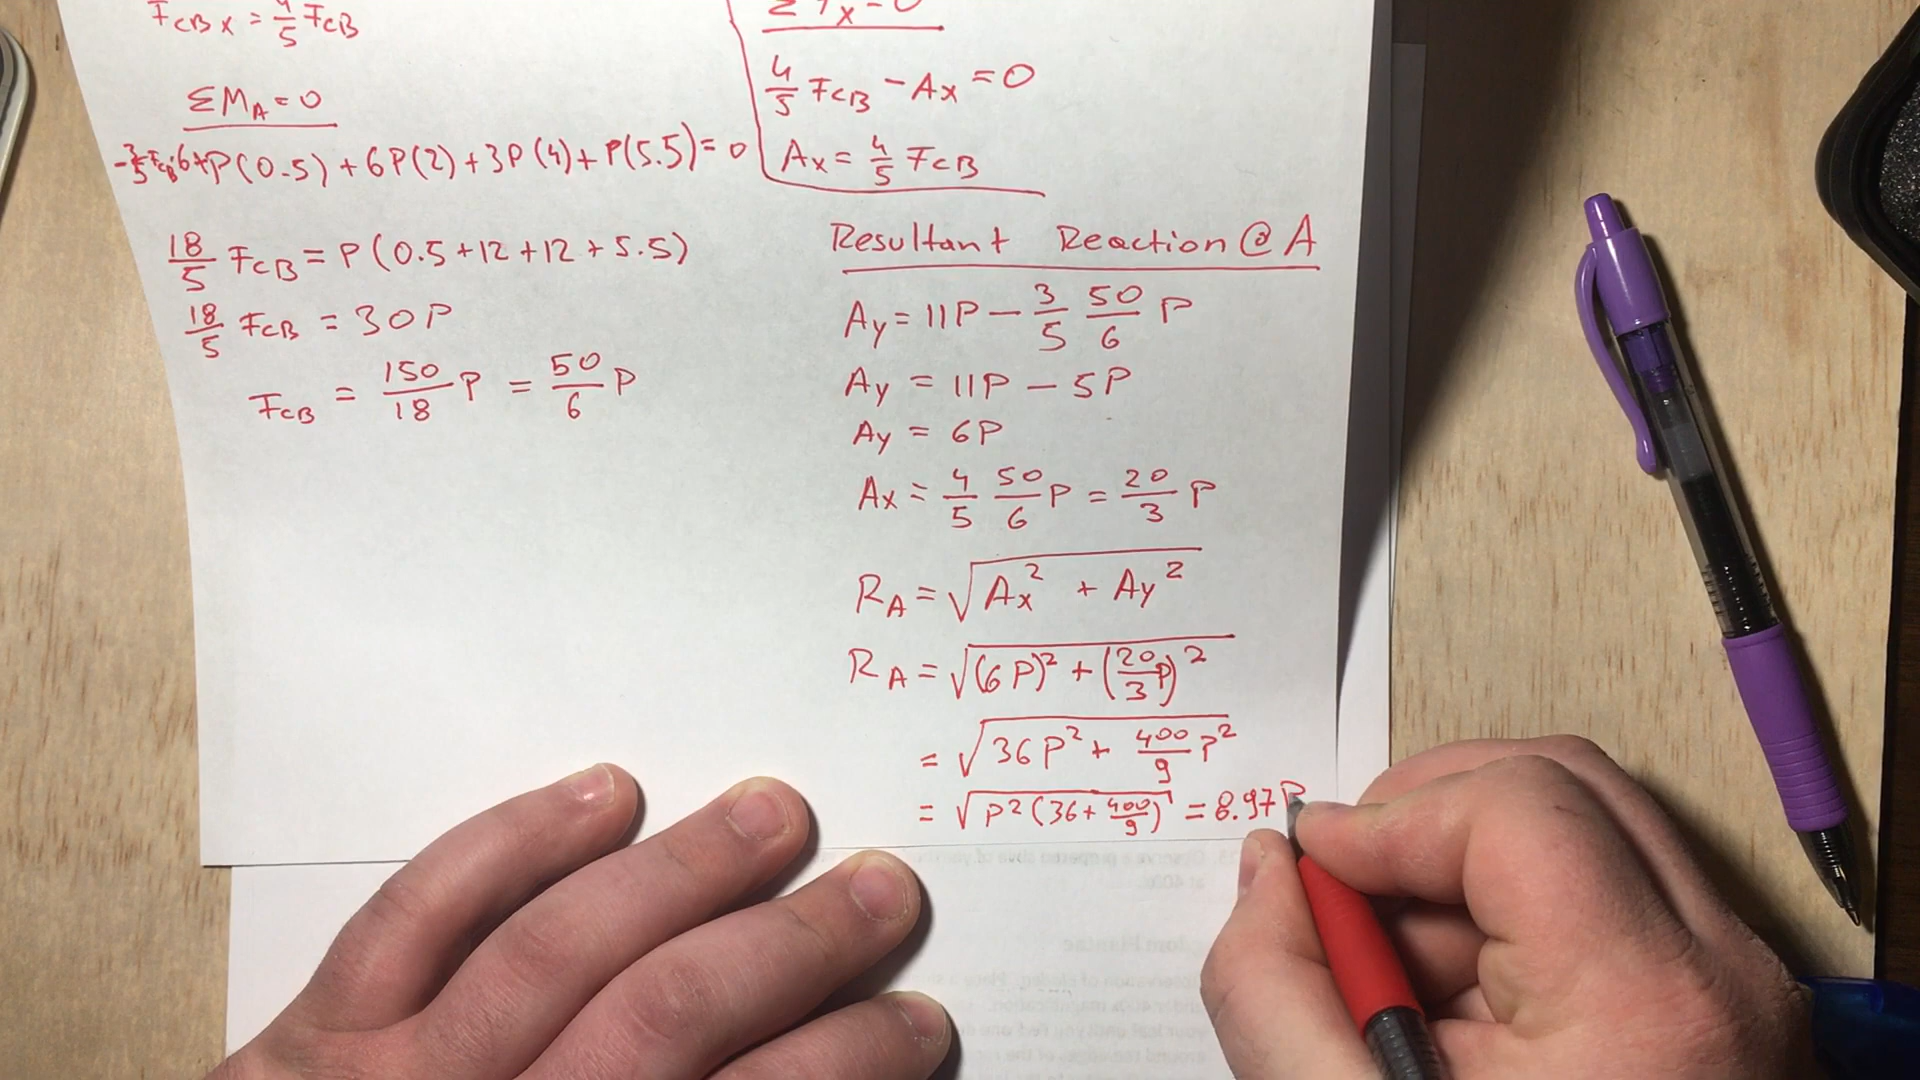 FCBx = 4/5 FCB
ΣMA = 0
-3/5 FCB·6+P(0.5) + 6P(2) + 3P(4) + P(5.5) = 0
18/5 FCB = P(0.5+12+12+5.5)
18/5 FCB = 30P
FCB = 150/18 P = 50/6 P
ΣFx = 0
4/5 FCB - Ax = 0
Ax = 4/5 FCB
Resultant Reaction @ A
Ay = 11P - 3/5 50/6 P
Ay = 11P - 5P
Ay = 6P
Ax = 4/5 50/6 P = 20/3 P
RA = √(Ax² + Ay²)
RA = √((6P)² + (20/3 P)²)
= √(36P² + 400/9 P²)
= √(P²(36+400/9)) = 8.97P